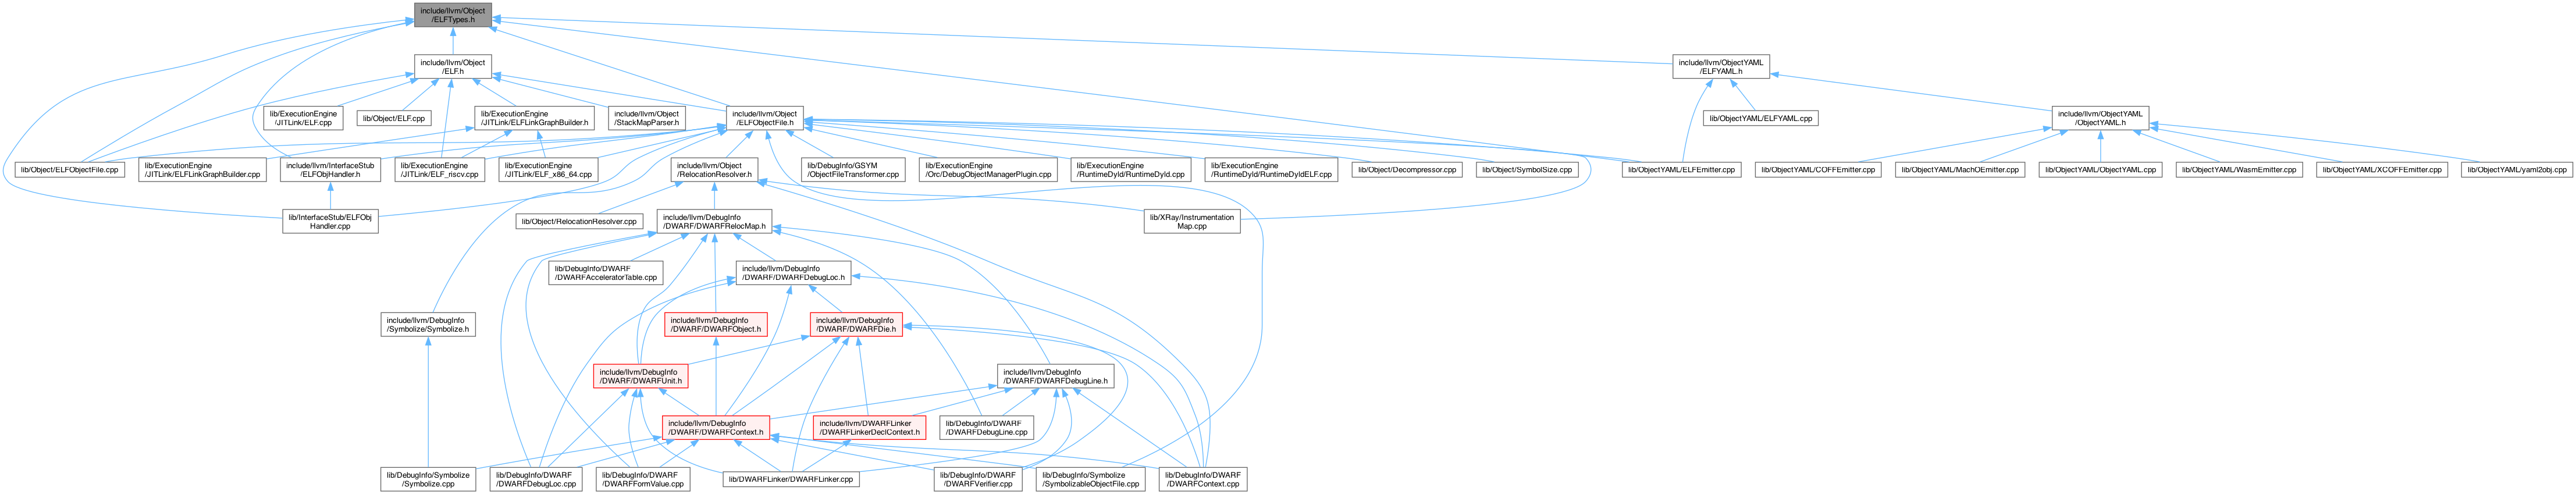 include/llvm/Object
/ELFTypes.h
include/llvm/Object
/ELF.h
include/llvm/ObjectYAML
/ELFYAML.h
lib/ExecutionEngine
/JITLink/ELF.cpp
lib/Object/ELF.cpp
lib/ExecutionEngine
/JITLink/ELFLinkGraphBuilder.h
include/llvm/Object
/StackMapParser.h
include/llvm/Object
/ELFObjectFile.h
lib/ObjectYAML/ELFYAML.cpp
include/llvm/ObjectYAML
/ObjectYAML.h
lib/Object/ELFObjectFile.cpp
lib/ExecutionEngine
/JITLink/ELFLinkGraphBuilder.cpp
include/llvm/InterfaceStub
/ELFObjHandler.h
lib/ExecutionEngine
/JITLink/ELF_riscv.cpp
lib/ExecutionEngine
/JITLink/ELF_x86_64.cpp
include/llvm/Object
/RelocationResolver.h
lib/DebugInfo/GSYM
/ObjectFileTransformer.cpp
lib/ExecutionEngine
/Orc/DebugObjectManagerPlugin.cpp
lib/ExecutionEngine
/RuntimeDyld/RuntimeDyld.cpp
lib/ExecutionEngine
/RuntimeDyld/RuntimeDyldELF.cpp
lib/Object/Decompressor.cpp
lib/Object/SymbolSize.cpp
lib/ObjectYAML/ELFEmitter.cpp
lib/ObjectYAML/COFFEmitter.cpp
lib/ObjectYAML/MachOEmitter.cpp
lib/ObjectYAML/ObjectYAML.cpp
lib/ObjectYAML/WasmEmitter.cpp
lib/ObjectYAML/XCOFFEmitter.cpp
lib/ObjectYAML/yaml2obj.cpp
lib/InterfaceStub/ELFObj
Handler.cpp
lib/Object/RelocationResolver.cpp
include/llvm/DebugInfo
/DWARF/DWARFRelocMap.h
lib/XRay/Instrumentation
Map.cpp
lib/DebugInfo/DWARF
/DWARFAcceleratorTable.cpp
include/llvm/DebugInfo
/DWARF/DWARFDebugLoc.h
include/llvm/DebugInfo
/Symbolize/Symbolize.h
include/llvm/DebugInfo
/DWARF/DWARFObject.h
include/llvm/DebugInfo
/DWARF/DWARFDie.h
include/llvm/DebugInfo
/DWARF/DWARFUnit.h
include/llvm/DebugInfo
/DWARF/DWARFDebugLine.h
include/llvm/DebugInfo
/DWARF/DWARFContext.h
include/llvm/DWARFLinker
/DWARFLinkerDeclContext.h
lib/DebugInfo/DWARF
/DWARFDebugLine.cpp
lib/DebugInfo/Symbolize
/Symbolize.cpp
lib/DebugInfo/DWARF
/DWARFDebugLoc.cpp
lib/DebugInfo/DWARF
/DWARFFormValue.cpp
lib/DWARFLinker/DWARFLinker.cpp
lib/DebugInfo/DWARF
/DWARFVerifier.cpp
lib/DebugInfo/Symbolize
/SymbolizableObjectFile.cpp
lib/DebugInfo/DWARF
/DWARFContext.cpp